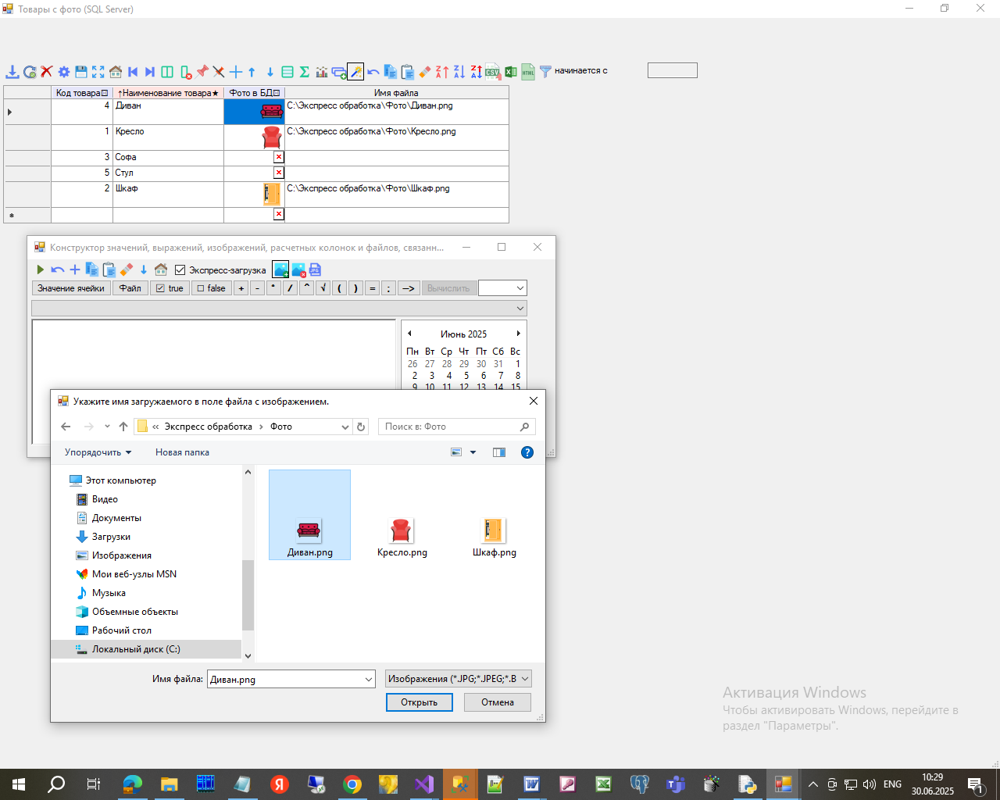 Товары с фото (SQL Server)
начинается с
Код товара ↑Наименование товара★ Фото в БД Имя файла
4 Диван C:\Экспресс обработка\Фото\Диван.png
1 Кресло C:\Экспресс обработка\Фото\Кресло.png
3 Софа
5 Стул
2 Шкаф C:\Экспресс обработка\Фото\Шкаф.png
*
Конструктор значений, выражений, изображений, расчетных колонок и файлов, связанн...
Экспресс-загрузка
Значение ячейки Файл true false + - * / ^ √ ( ) = : --> Вычислить
Июнь 2025
Пн Вт Ср Чт Пт Сб Вс
26 27 28 29 30 31 1
2 3 4 5 6 7 8
9 10 11 12 13 14 15
Укажите имя загружаемого в поле файла с изображением.
« Экспресс обработка › Фото
Поиск в: Фото
Упорядочить Новая папка
Этот компьютер
Видео
Документы
Загрузки
Изображения
Мои веб-узлы MSN
Музыка
Объемные объекты
Рабочий стол
Локальный диск (C:)
Диван.png Кресло.png Шкаф.png
Имя файла: Диван.png Изображения (*.JPG;*.JPEG;*.B
Открыть Отмена
Активация Windows
Чтобы активировать Windows, перейдите в
раздел "Параметры".
ENG
10:29
30.06.2025
1